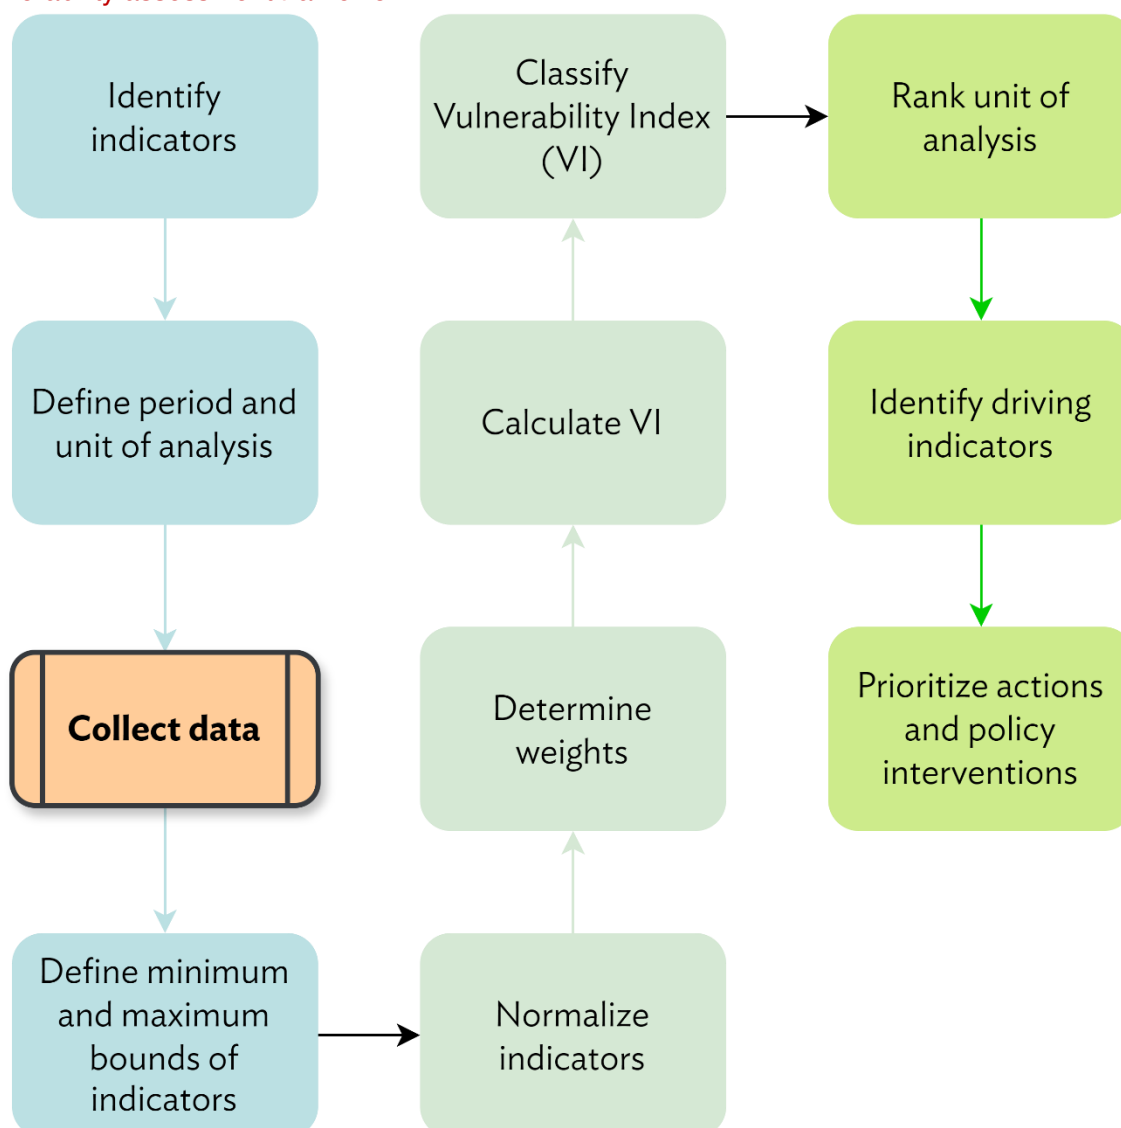 Identify
indicators
Define period and
unit of analysis
Collect data
Define minimum
and maximum
bounds of
indicators
Normalize
indicators
Determine
weights
Calculate VI
Classify
Vulnerability Index
(VI)
Rank unit of
analysis
Identify driving
indicators
Prioritize actions
and policy
interventions